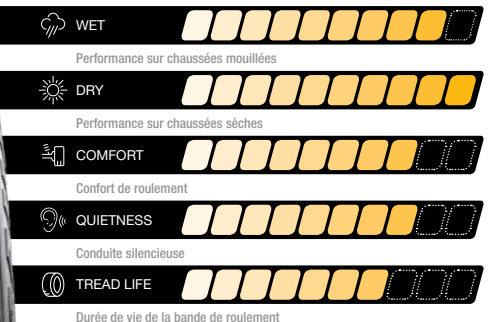 WET
Performance sur chaussées mouillées
DRY
Performance sur chaussées sèches
COMFORT
Confort de roulement
QUIETNESS
Conduite silencieuse
TREAD LIFE
Durée de vie de la bande de roulement